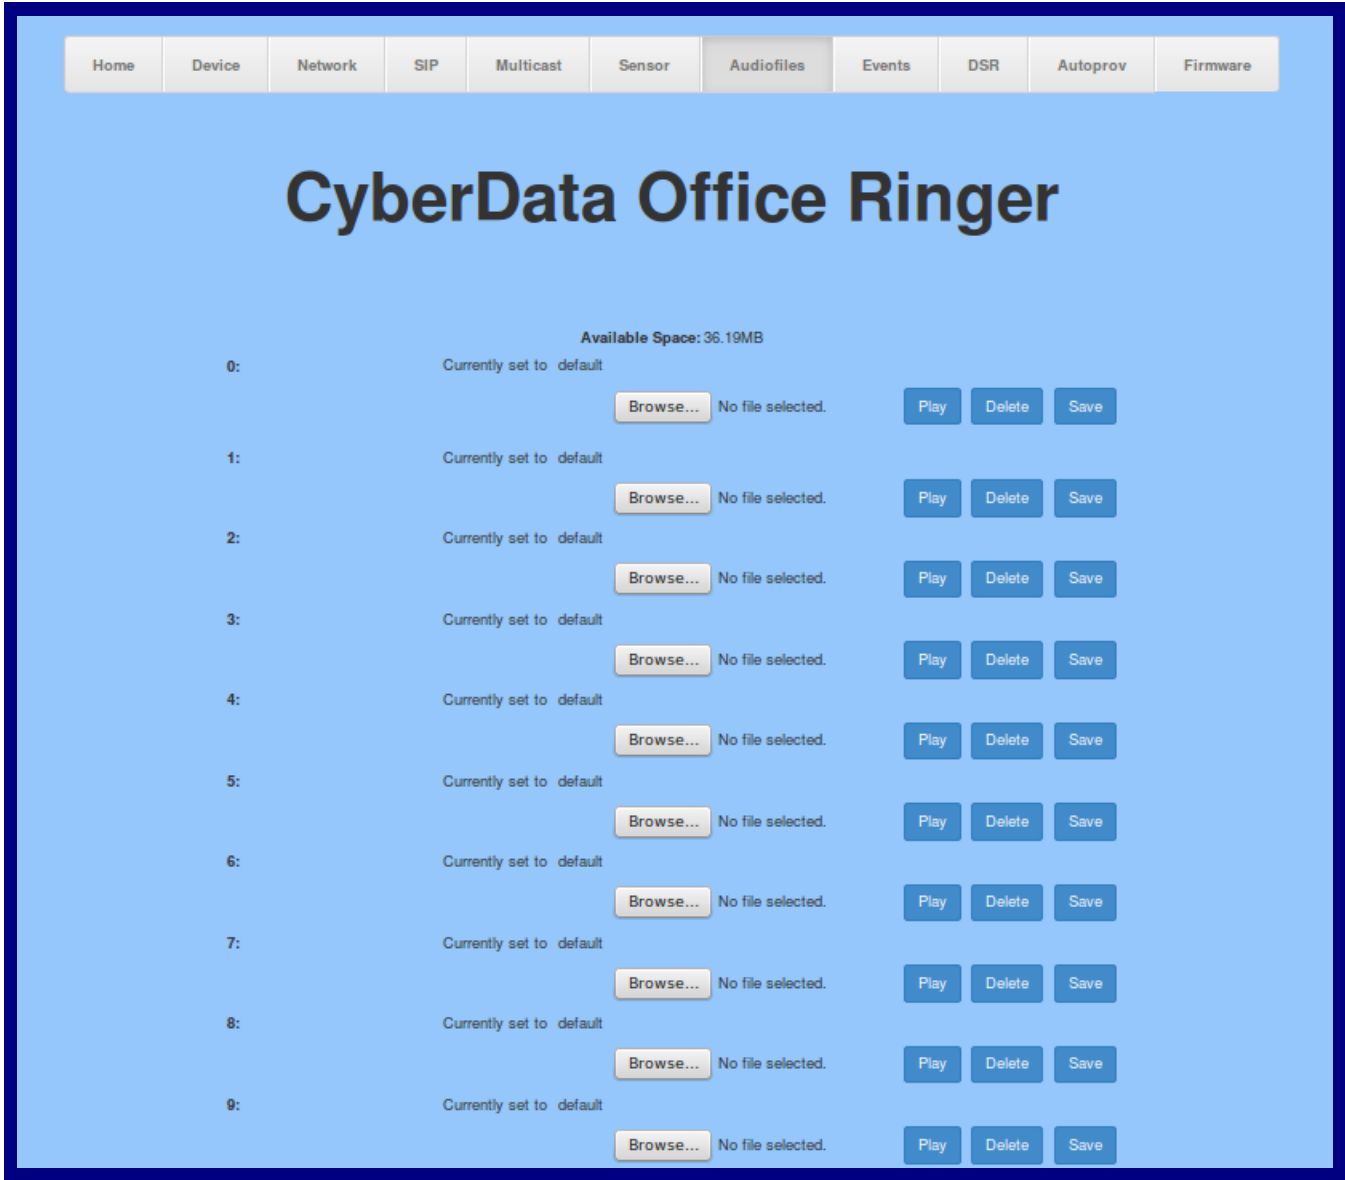 Home Device Network SIP Multicast Sensor Audiofiles Events DSR Autoprov Firmware
CyberData Office Ringer
Available Space: 36.19MB
0: Currently set to default
Browse... No file selected. Play Delete Save
1: Currently set to default
Browse... No file selected. Play Delete Save
2: Currently set to default
Browse... No file selected. Play Delete Save
3: Currently set to default
Browse... No file selected. Play Delete Save
4: Currently set to default
Browse... No file selected. Play Delete Save
5: Currently set to default
Browse... No file selected. Play Delete Save
6: Currently set to default
Browse... No file selected. Play Delete Save
7: Currently set to default
Browse... No file selected. Play Delete Save
8: Currently set to default
Browse... No file selected. Play Delete Save
9: Currently set to default
Browse... No file selected. Play Delete Save